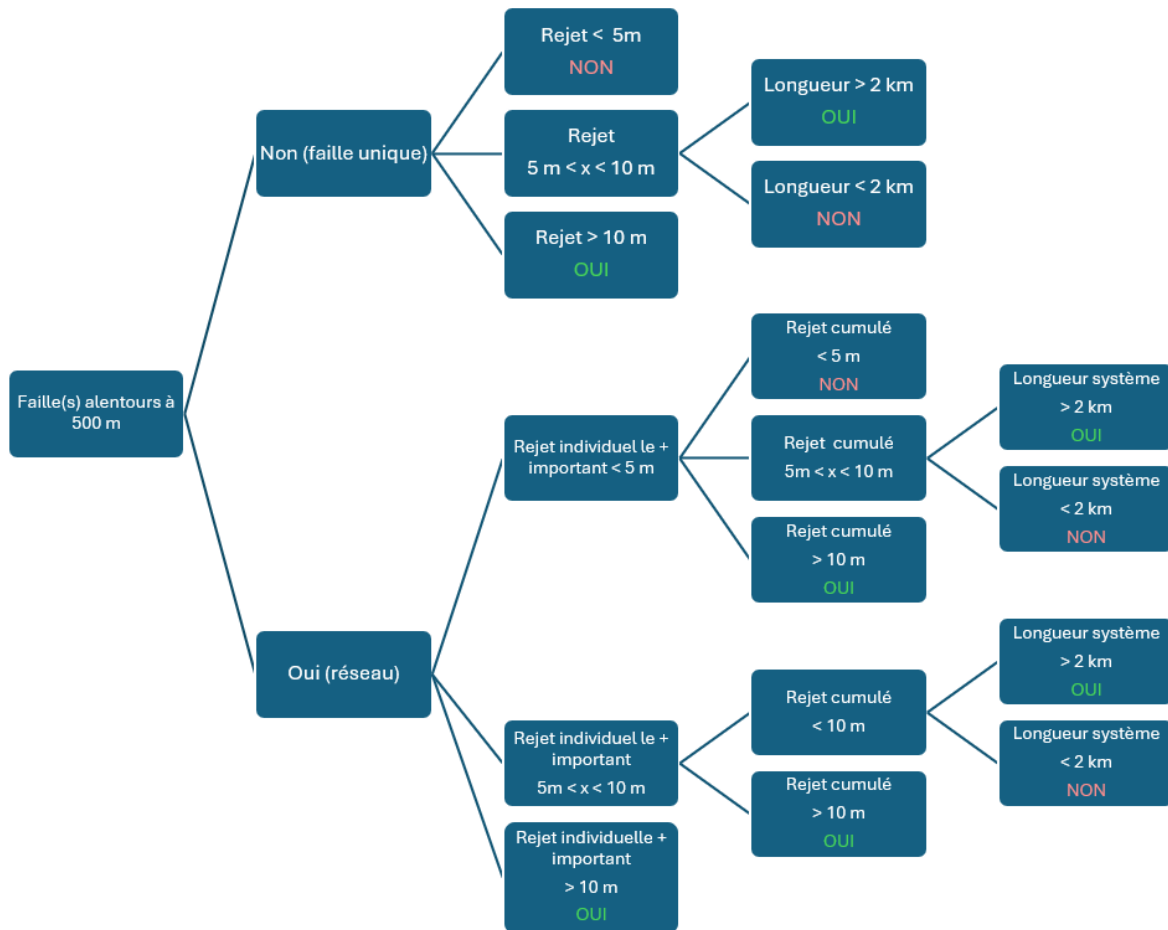 Faille(s) alentours à
500 m
Non (faille unique)
Rejet < 5m
NON
Rejet
5 m < x < 10 m
Longueur > 2 km
OUI
Longueur < 2 km
NON
Rejet > 10 m
OUI
Oui (réseau)
Rejet individuel le +
important < 5 m
Rejet cumulé
< 5 m
NON
Rejet cumulé
5m < x < 10 m
Longueur système
> 2 km
OUI
Longueur système
< 2 km
NON
Rejet cumulé
> 10 m
OUI
Rejet individuel le +
important
5m < x < 10 m
Rejet cumulé
< 10 m
Longueur système
> 2 km
OUI
Longueur système
< 2 km
NON
Rejet cumulé
> 10 m
OUI
Rejet individuelle +
important
> 10 m
OUI